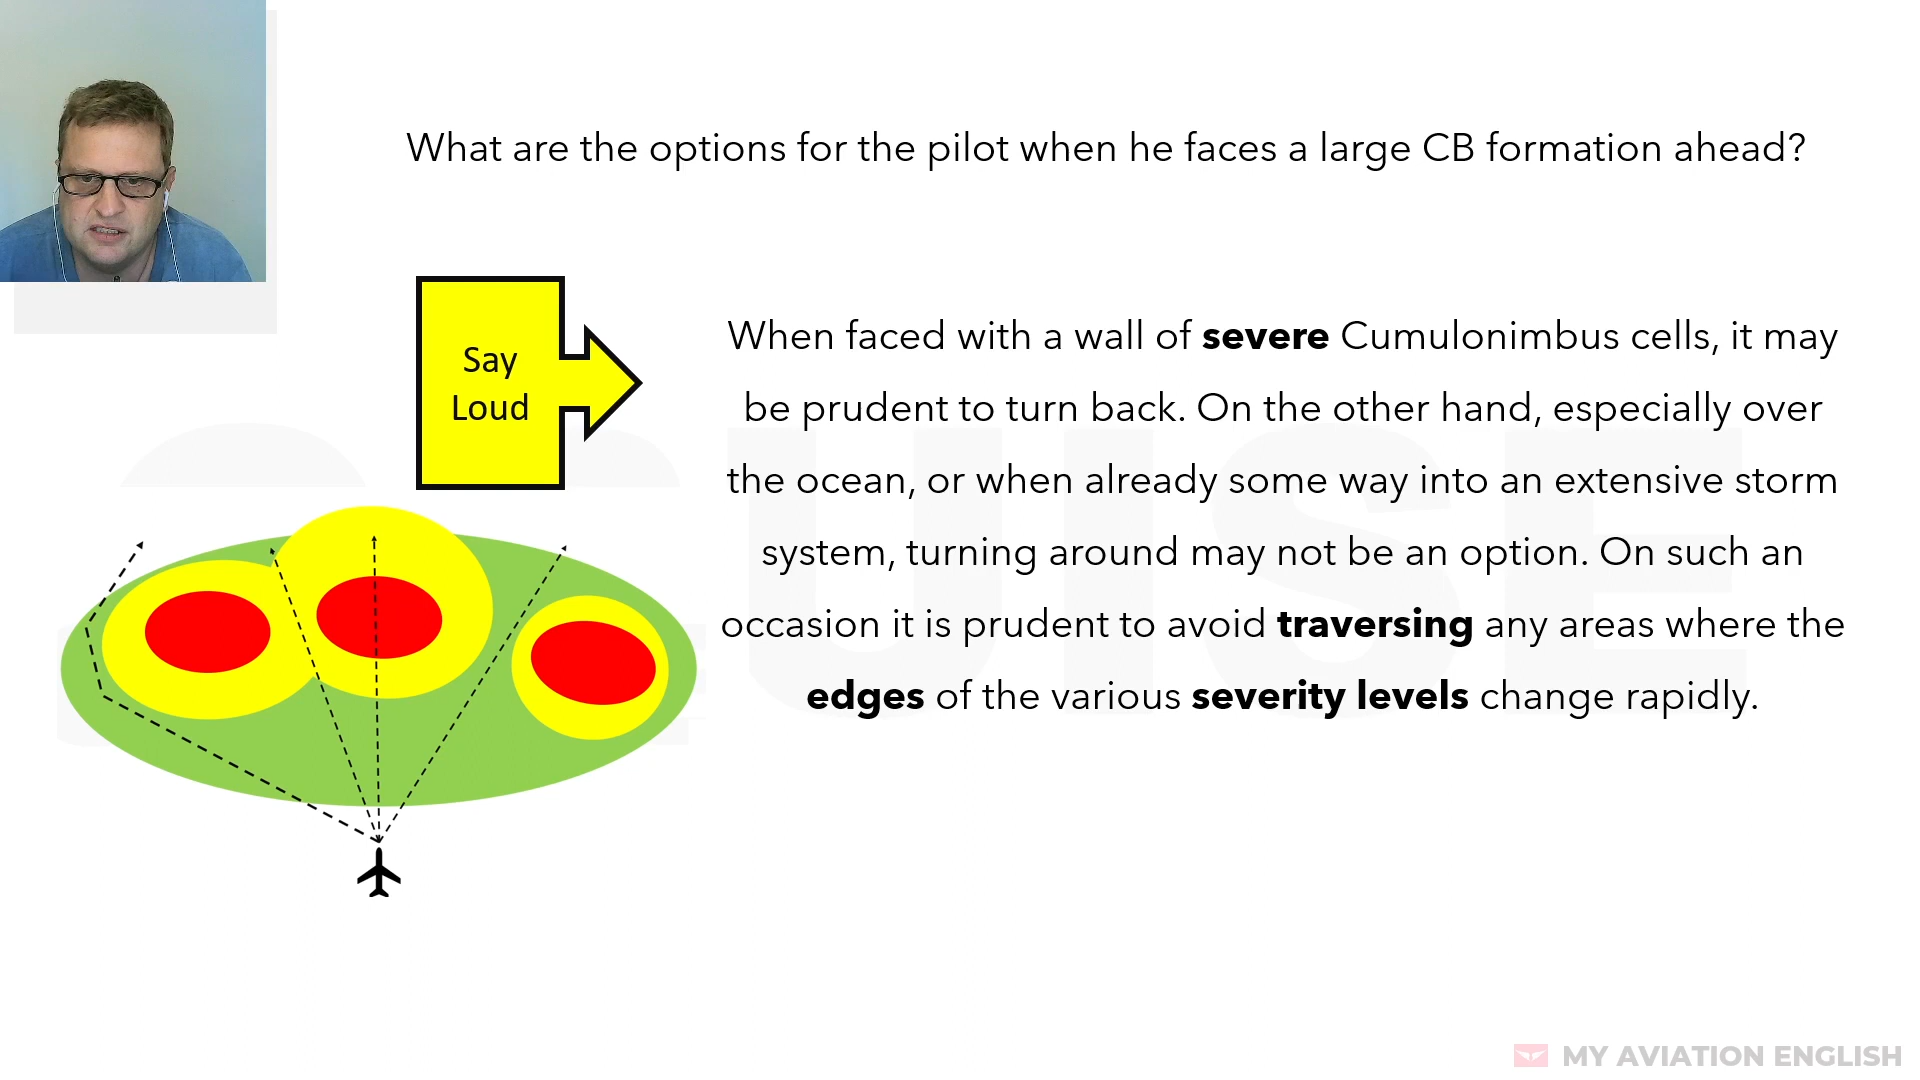 What are the options for the pilot when he faces a large CB formation ahead?
Say
Loud
When faced with a wall of severe Cumulonimbus cells, it may
be prudent to turn back. On the other hand, especially over
the ocean, or when already some way into an extensive storm
system, turning around may not be an option. On such an
occasion it is prudent to avoid traversing any areas where the
edges of the various severity levels change rapidly.
MY AVIATION ENGLISH